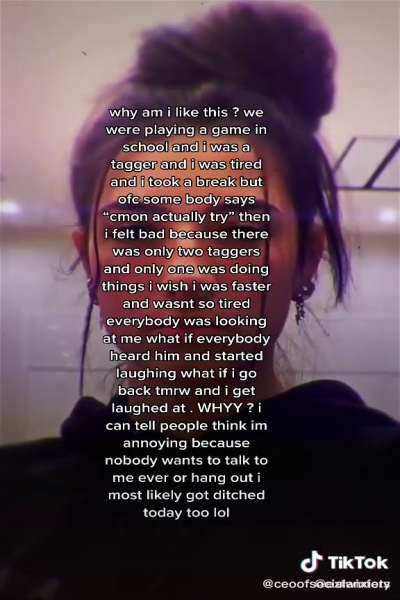 why am i like this ? we
were playing a game in
school and i was a
tagger and i was tired
and i took a break but
ofc some body says
“cmon actually try” then
i felt bad because there
was only two taggers
and only one was doing
things i wish i was faster
and wasnt so tired
everybody was looking
at me what if everybody
heard him and started
laughing what if i go
back tmrw and i get
laughed at . WHYY ? i
can tell people think im
annoying because
nobody wants to talk to
me ever or hang out i
most likely got ditched
today too lol
TikTok